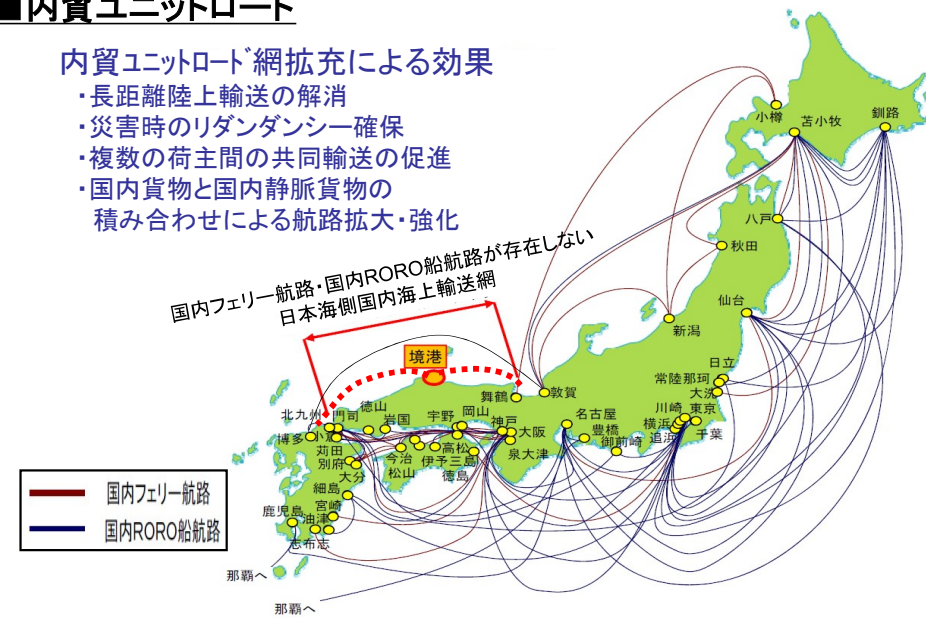 ■内貿ユニットロード
内貿ユニットロード網拡充による効果
・長距離陸上輸送の解消
・災害時のリダンダンシー確保
・複数の荷主間の共同輸送の促進
・国内貨物と国内静脈貨物の
積み合わせによる航路拡大・強化
国内フェリー航路・国内RORO船航路が存在しない
日本海側国内海上輸送網
境港
小樽
苫小牧
釧路
八戸
秋田
仙台
新潟
日立
常陸那珂
大洗
川崎
東京
横浜
追浜
千葉
敦賀
舞鶴
名古屋
豊橋
御前崎
北九州
門司
徳山
岩国
宇野
岡山
神戸
大阪
泉大津
博多
苅田
別府
大分
今治
松山
高松
伊予三島
徳島
細島
宮崎
鹿児島
油津
志布志
那覇へ
那覇へ
国内フェリー航路
国内RORO船航路